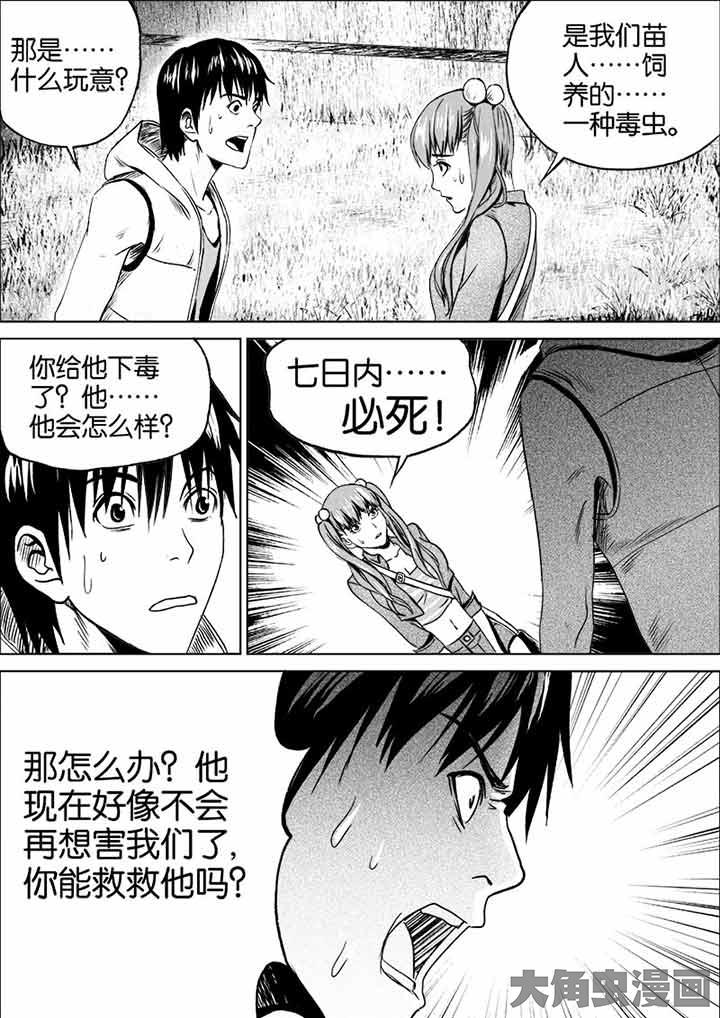 那是……
什么玩意？
是我们苗
人……饲
养的……
一种毒虫。
你给他下毒
了？他……
他会怎么样？
七日内……
必死！
那怎么办？他
现在好像不会
再想害我们了，
你能救救他吗？
大角虫漫画